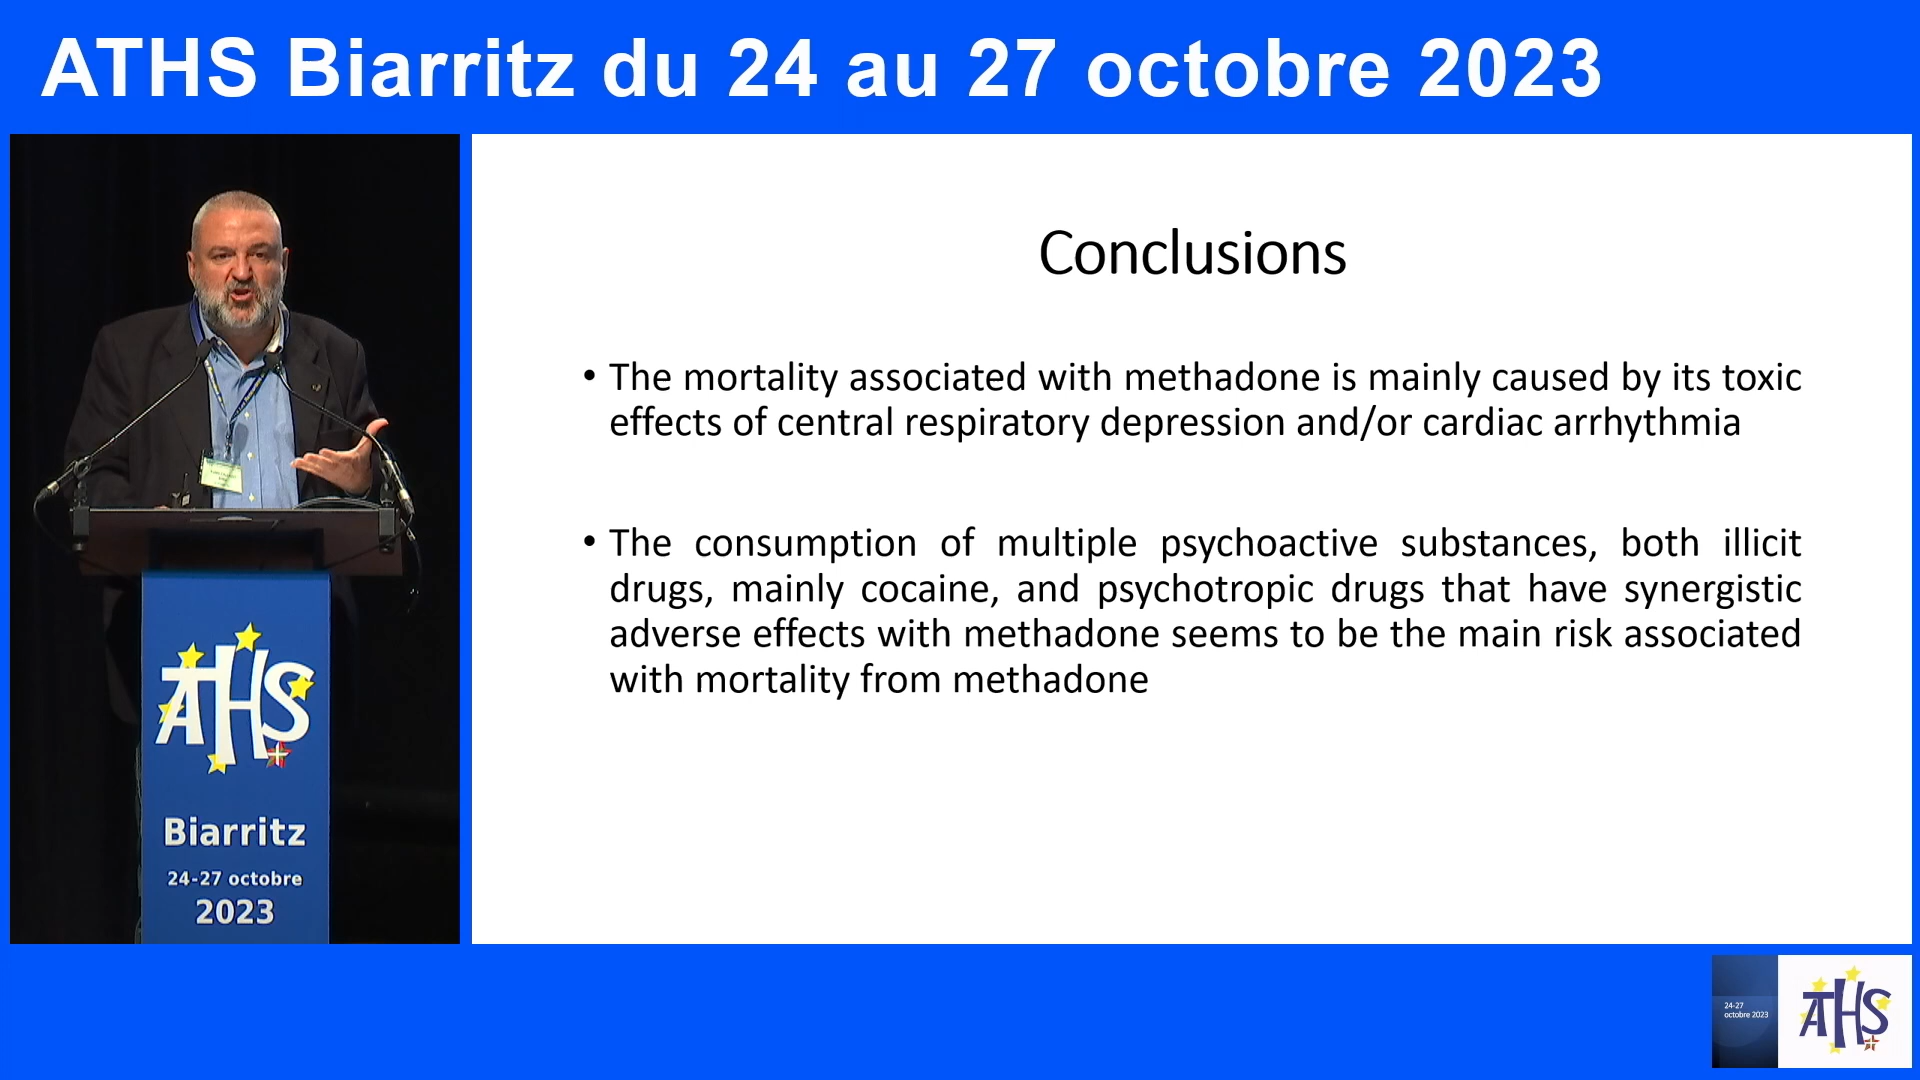 ATHS Biarritz du 24 au 27 octobre 2023
Conclusions
• The mortality associated with methadone is mainly caused by its toxic
effects of central respiratory depression and/or cardiac arrhythmia
• The consumption of multiple psychoactive substances, both illicit
drugs, mainly cocaine, and psychotropic drugs that have synergistic
adverse effects with methadone seems to be the main risk associated
with mortality from methadone
ATHS
Biarritz
24-27 octobre
2023
24-27
octobre 2023
ATHS